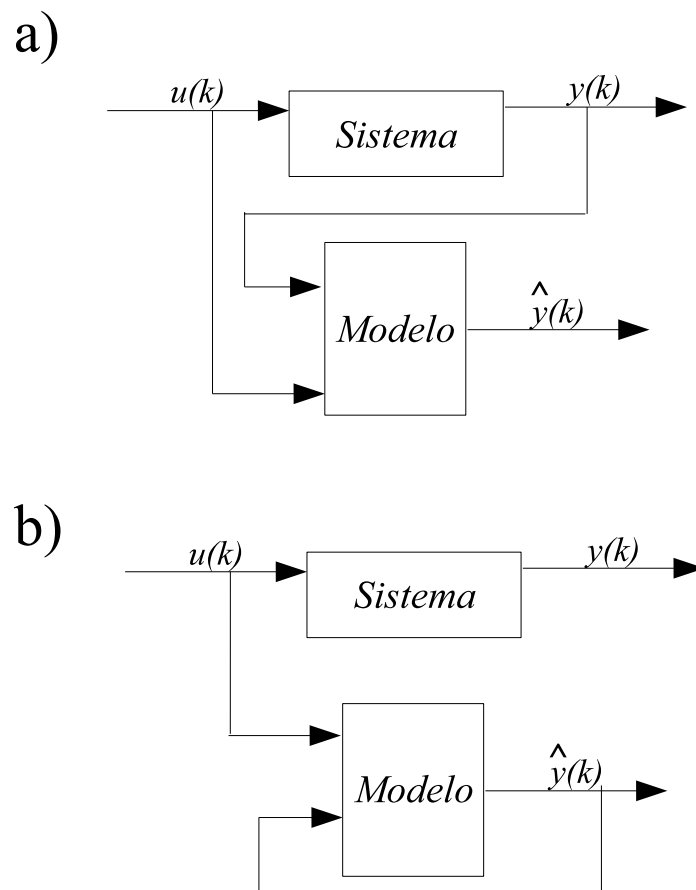 a)
u(k)
y(k)
Sistema
ŷ(k)
Modelo
b)
u(k)
y(k)
Sistema
ŷ(k)
Modelo